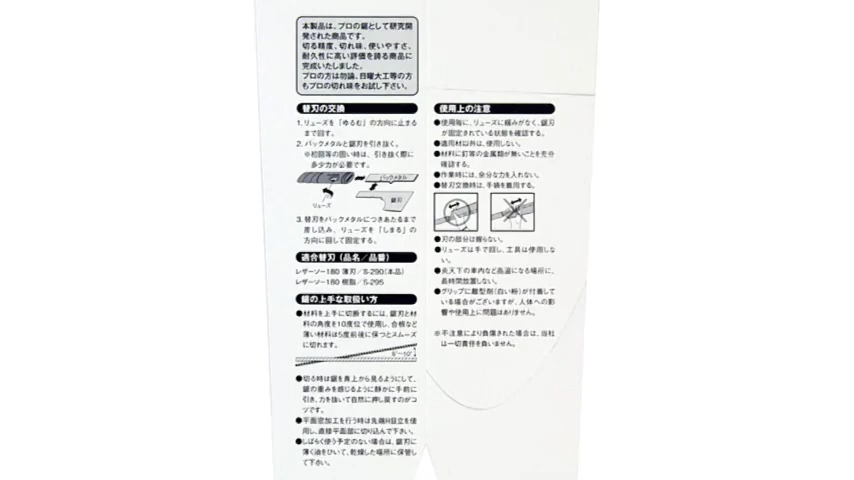 本製品は、プロの鋸として研究開
発された商品です。
切る精度、切れ味、使いやすさ、
耐久性に高い評価を誇る商品に
完成いたしました。
プロの方は勿論、日曜大工等の方
もプロの切れ味をお試し下さい。
替刃の交換
1. リューズを「ゆるむ」の方向に止まる
まで回す。
2. バックメタルと鋸刃を引き抜く。
※初回等の固い時は、引き抜く際に
多少力が必要です。
バックメタル
鋸刃
リューズ
3. 替刃をバックメタルにつきあたるまで
差し込み、リューズを「しまる」の
方向に回して固定する。
適合替刃（品名／品番）
レザーソー180 薄刃／S-290（本品）
レザーソー180 樹脂／S-295
鋸の上手な取扱い方
●材料を上手に切断するには、鋸刃と材
料の角度を10度位で使用し、合板など
薄い材料は5度前後に保つとスムーズ
に切れます。
5°〜10°
●切る時は鋸を真上から見るようにして、
鋸の重みを感じるように静かに手前に
引き、力を抜いて自然に押し戻すのがコ
ツです。
●平面窓加工を行う時は先端R目立を使
用し、直接平面部に切り込んで下さい。
●しばらく使う予定のない場合は、鋸刃に
薄く油をひいて、乾燥した場所に保管し
て下さい。
使用上の注意
●使用毎に、リューズに緩みがなく、鋸刃
が固定されている状態を確認する。
●適用材以外は、使用しない。
●材料に釘等の金属類が無いことを充分
確認する。
●作業時には、余分な力を入れない。
●替刃交換時は、手袋を着用する。
●刃の部分は握らない。
●リューズは手で回し、工具は使用しな
い。
●炎天下の車内など高温になる場所に、
長時間放置しない。
●グリップに離型剤（白い粉）が付着して
いる場合がございますが、人体への影
響や使用上に問題はありません。
※不注意により負傷された場合は、当社
は一切責任を負いません。